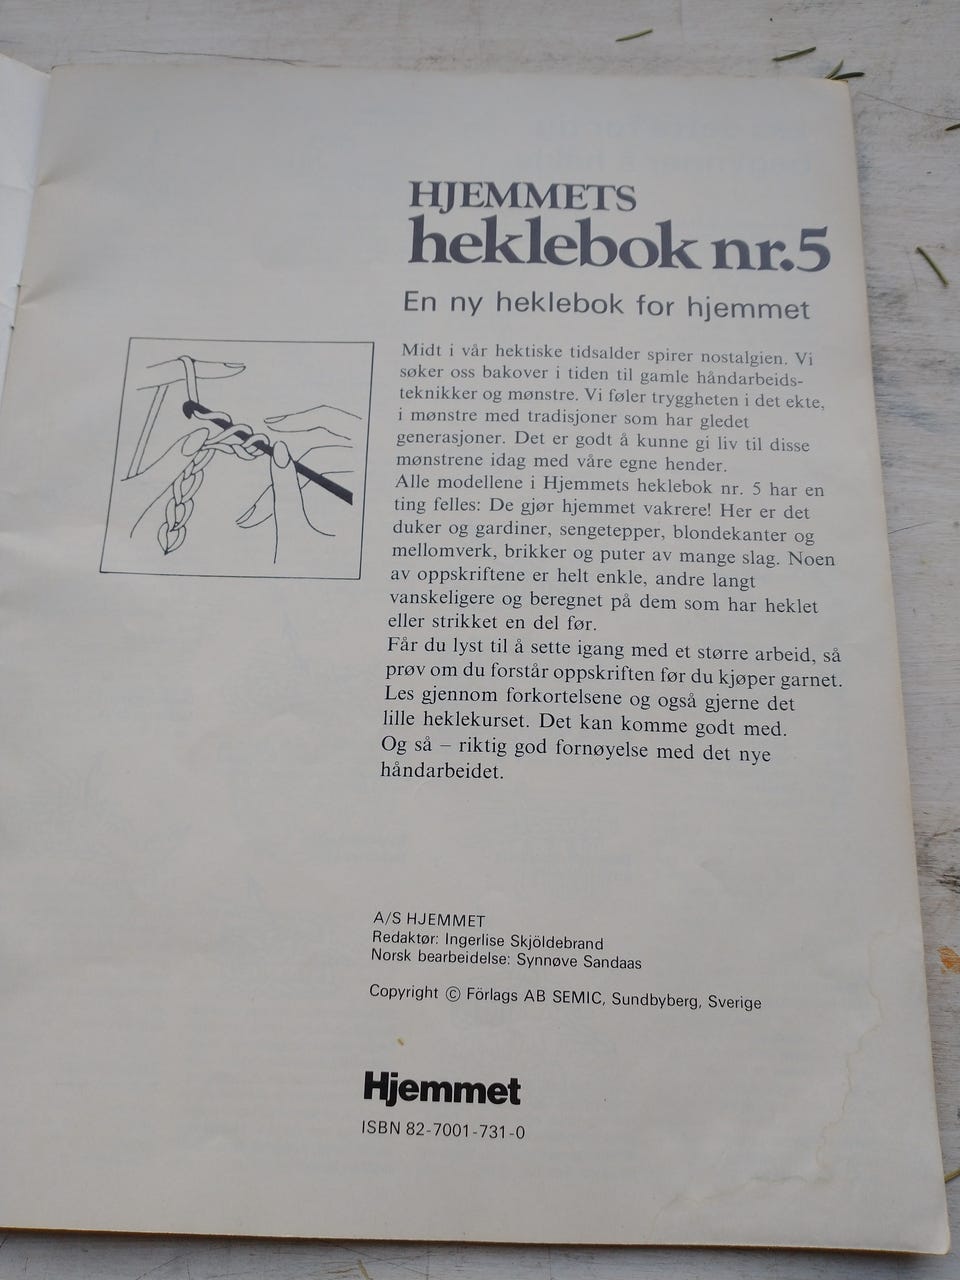 HJEMMETS
heklebok nr.5
En ny heklebok for hjemmet
Midt i vår hektiske tidsalder spirer nostalgien. Vi
søker oss bakover i tiden til gamle håndarbeids-
teknikker og mønstre. Vi føler tryggheten i det ekte,
i mønstre med tradisjoner som har gledet
generasjoner. Det er godt å kunne gi liv til disse
mønstrene idag med våre egne hender.
Alle modellene i Hjemmets heklebok nr. 5 har en
ting felles: De gjør hjemmet vakrere! Her er det
duker og gardiner, sengetepper, blondekanter og
mellomverk, brikker og puter av mange slag. Noen
av oppskriftene er helt enkle, andre langt
vanskeligere og beregnet på dem som har heklet
eller strikket en del før.
Får du lyst til å sette igang med et større arbeid, så
prøv om du forstår oppskriften før du kjøper garnet.
Les gjennom forkortelsene og også gjerne det
lille heklekurset. Det kan komme godt med.
Og så – riktig god fornøyelse med det nye
håndarbeidet.
A/S HJEMMET
Redaktør: Ingerlise Skjöldebrand
Norsk bearbeidelse: Synnøve Sandaas
Copyright © Förlags AB SEMIC, Sundbyberg, Sverige
Hjemmet
ISBN 82-7001-731-0